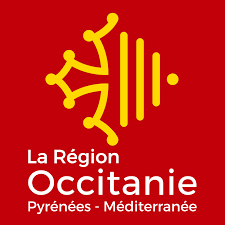 La Région
Occitanie
Pyrénées - Méditerranée